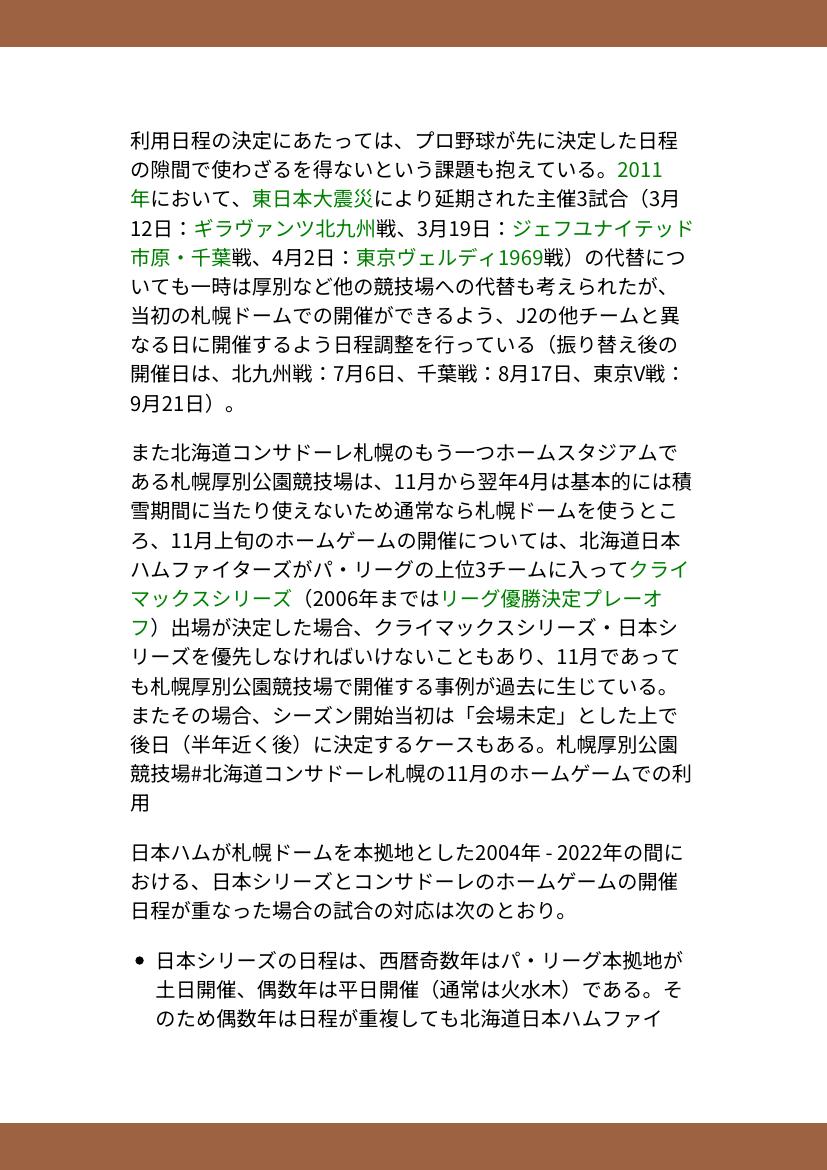 利用日程の決定にあたっては、プロ野球が先に決定した日程
の隙間で使わざるを得ないという課題も抱えている。2011
年において、東日本大震災により延期された主催3試合（3月
12日：ギラヴァンツ北九州戦、3月19日：ジェフユナイテッド
市原・千葉戦、4月2日：東京ヴェルディ1969戦）の代替につ
いても一時は厚別など他の競技場への代替も考えられたが、
当初の札幌ドームでの開催ができるよう、J2の他チームと異
なる日に開催するよう日程調整を行っている（振り替え後の
開催日は、北九州戦：7月6日、千葉戦：8月17日、東京V戦：
9月21日）。
また北海道コンサドーレ札幌のもう一つホームスタジアムで
ある札幌厚別公園競技場は、11月から翌年4月は基本的には積
雪期間に当たり使えないため通常なら札幌ドームを使うとこ
ろ、11月上旬のホームゲームの開催については、北海道日本
ハムファイターズがパ・リーグの上位3チームに入ってクライ
マックスシリーズ（2006年まではリーグ優勝決定プレーオ
フ）出場が決定した場合、クライマックスシリーズ・日本シ
リーズを優先しなければいけないこともあり、11月であって
も札幌厚別公園競技場で開催する事例が過去に生じている。
またその場合、シーズン開始当初は「会場未定」とした上で
後日（半年近く後）に決定するケースもある。札幌厚別公園
競技場#北海道コンサドーレ札幌の11月のホームゲームでの利
用
日本ハムが札幌ドームを本拠地とした2004年 - 2022年の間に
おける、日本シリーズとコンサドーレのホームゲームの開催
日程が重なった場合の試合の対応は次のとおり。
• 日本シリーズの日程は、西暦奇数年はパ・リーグ本拠地が
土日開催、偶数年は平日開催（通常は火水木）である。そ
のため偶数年は日程が重複しても北海道日本ハムファイ